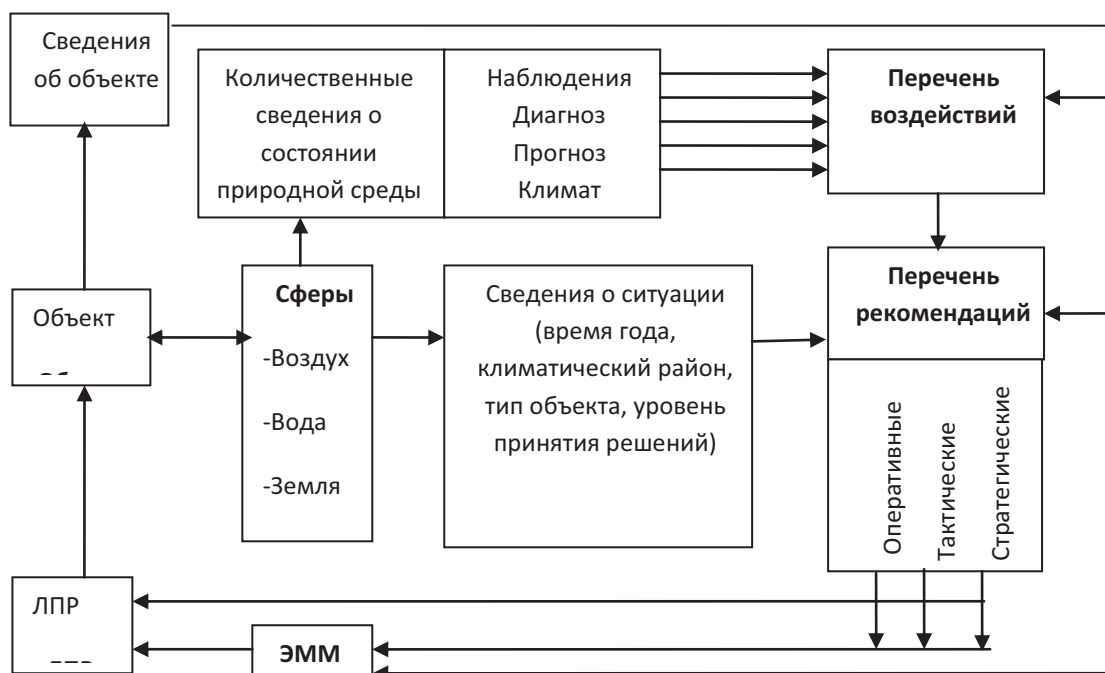 Сведения
об объекте
Количественные
сведения о
состоянии
природной среды
Наблюдения
Диагноз
Прогноз
Климат
Перечень
воздействий
Объект
Сферы
-Воздух
-Вода
-Земля
Сведения о ситуации
(время года,
климатический район,
тип объекта, уровень
принятия решений)
Перечень
рекомендаций
Оперативные
Тактические
Стратегические
ЛПР
ЭММ